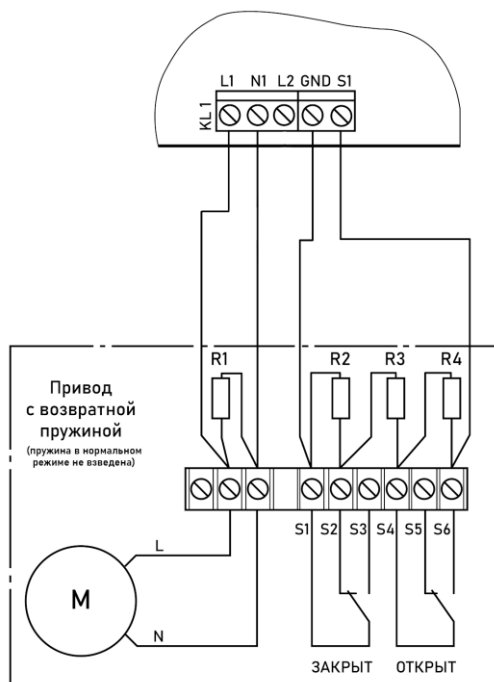 L1 N1 L2 GND S1
KL 1
R1 R2 R3 R4
Привод
с возвратной
пружиной
(пружина в нормальном
режиме не взведена)
S1 S2 S3 S4 S5 S6
L
M
N
ЗАКРЫТ ОТКРЫТ